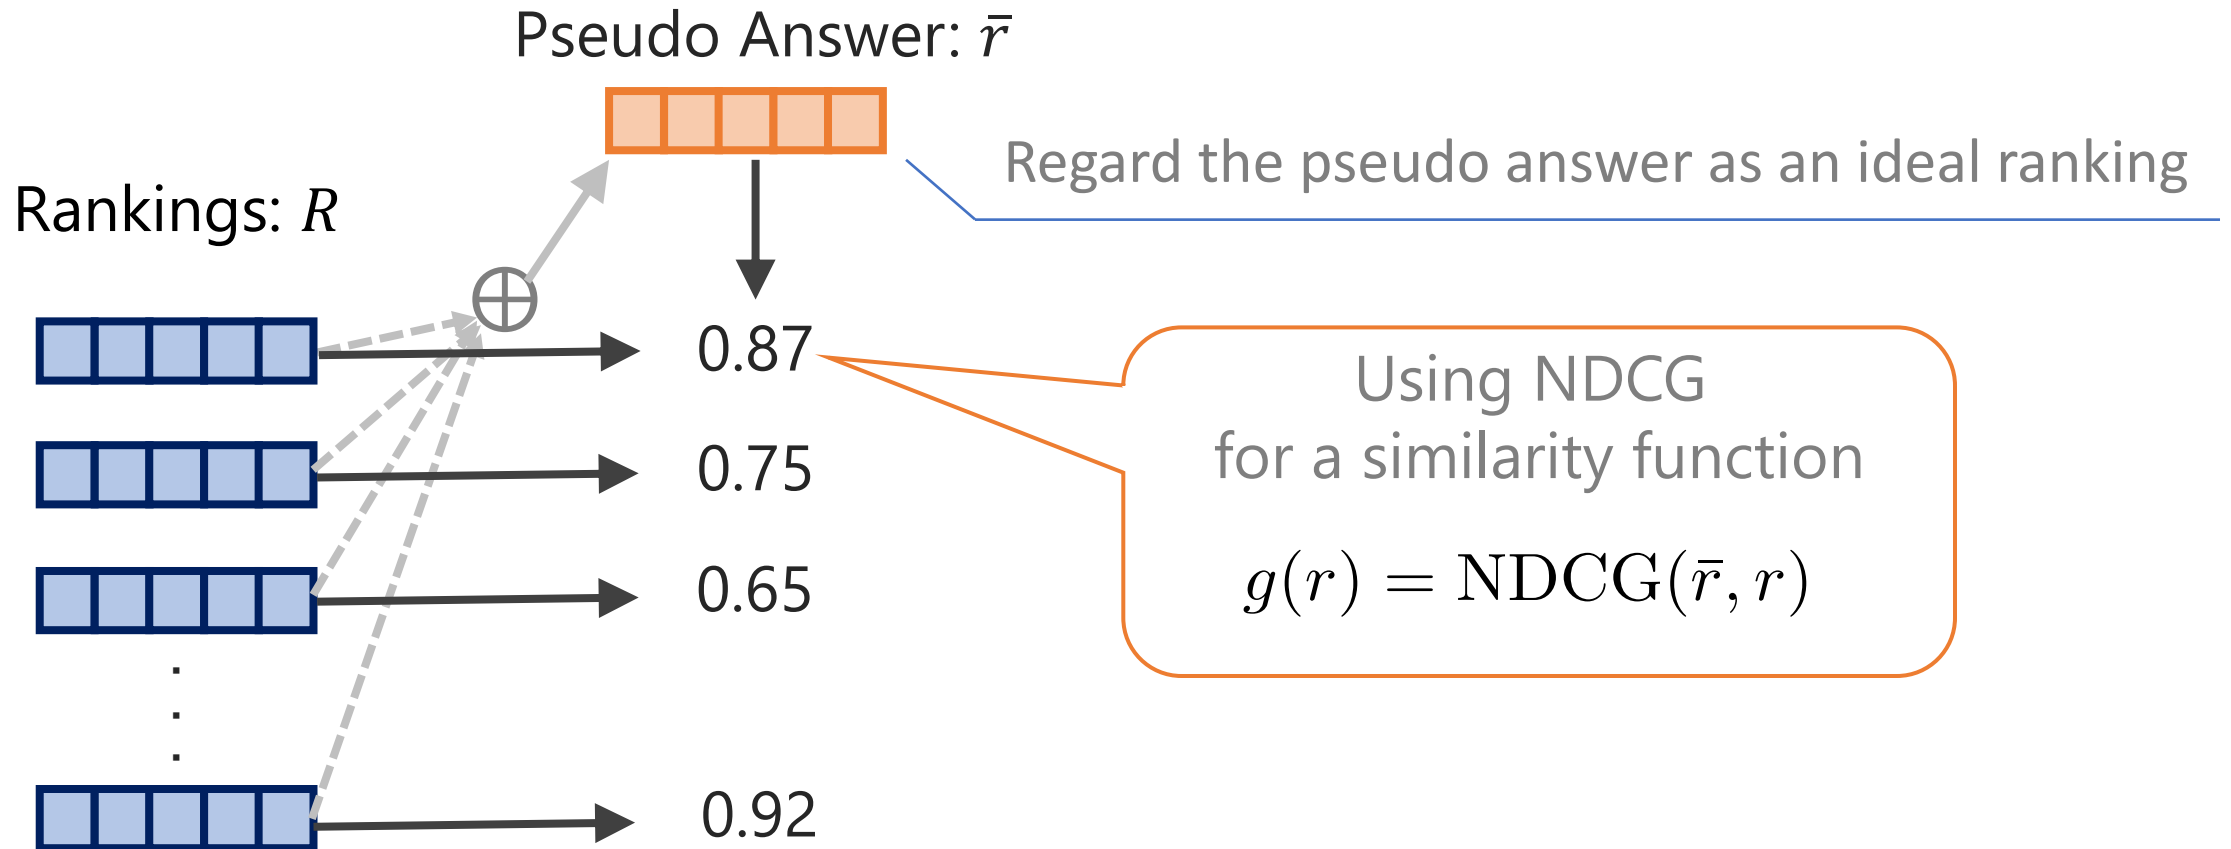 Pseudo Answer: r̄
Regard the pseudo answer as an ideal ranking
Rankings: R
0.87
0.75
0.65
0.92
Using NDCG
for a similarity function
g(r) = NDCG(r̄, r)